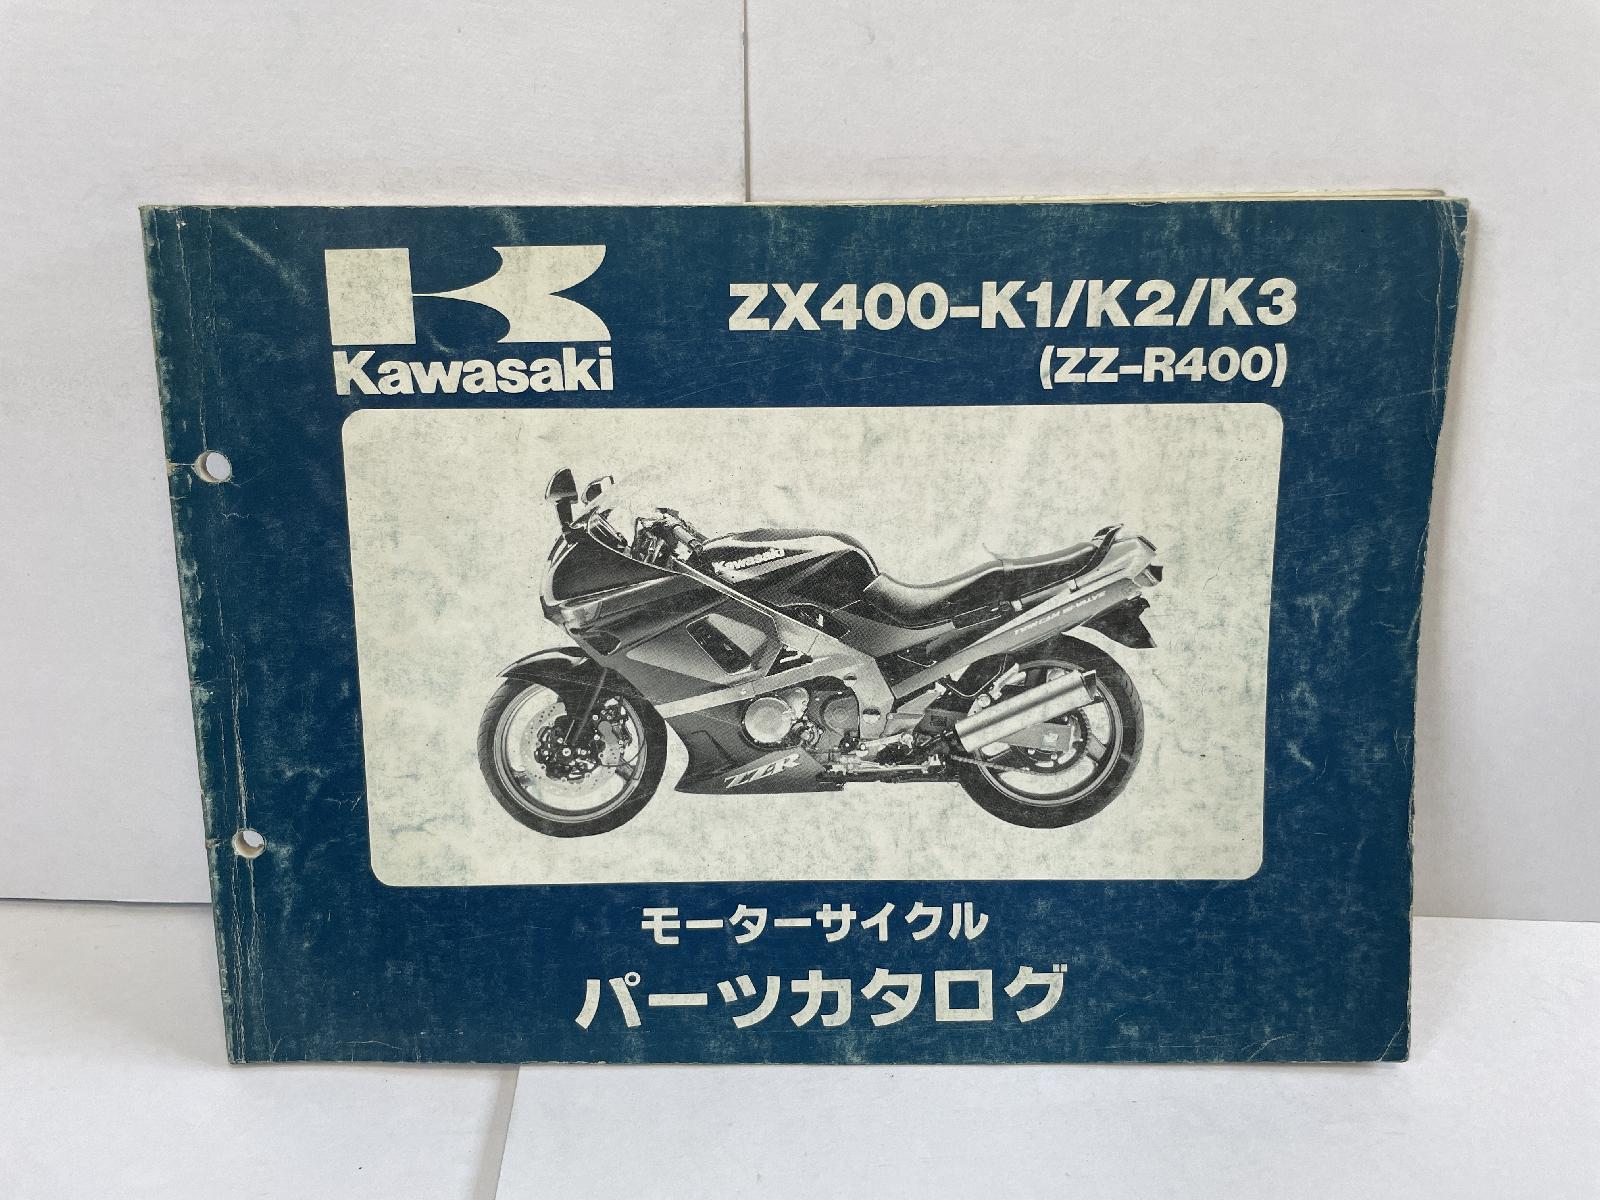 Kawasaki
ZX400-K1/K2/K3
(ZZ-R400)
Kawasaki
ZZR
モーターサイクル
パーツカタログ